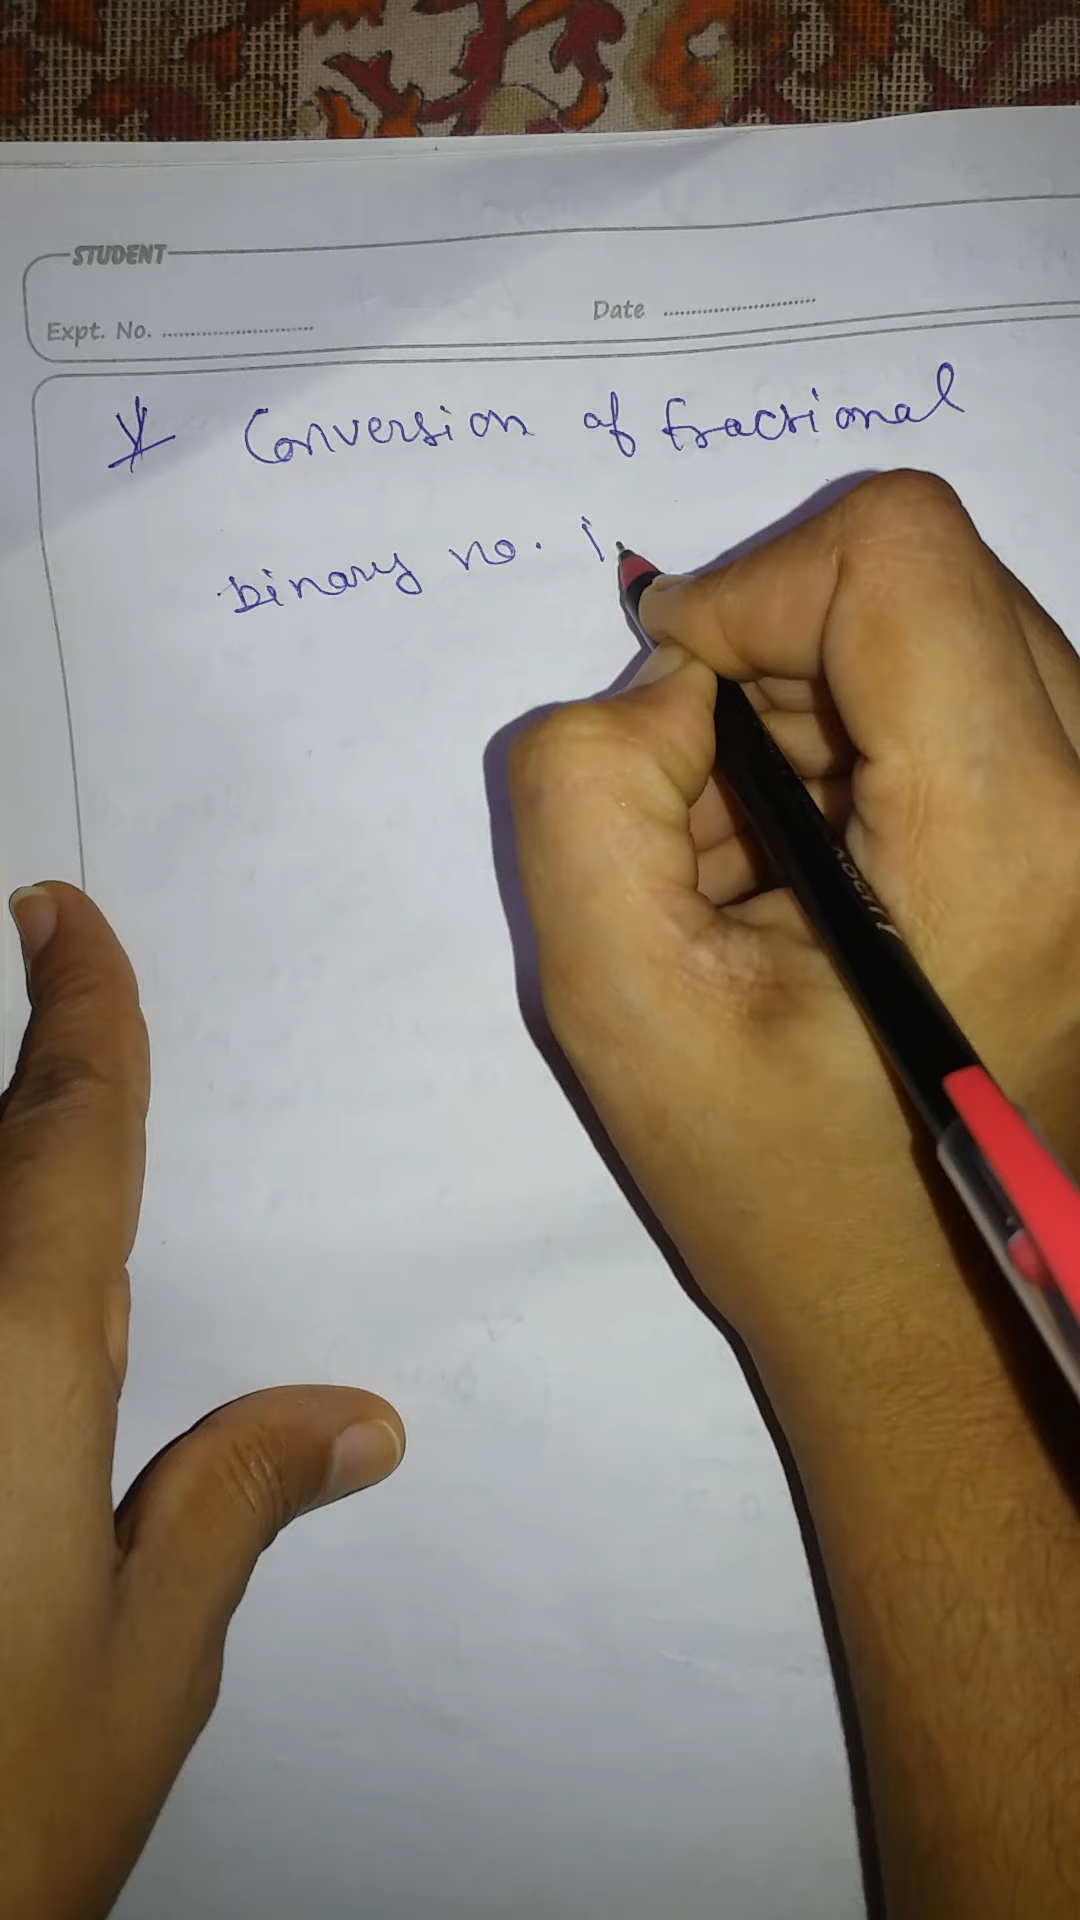 STUDENT
Expt. No. ........................
Date ........................
* Conversion of fractional
binary no. i